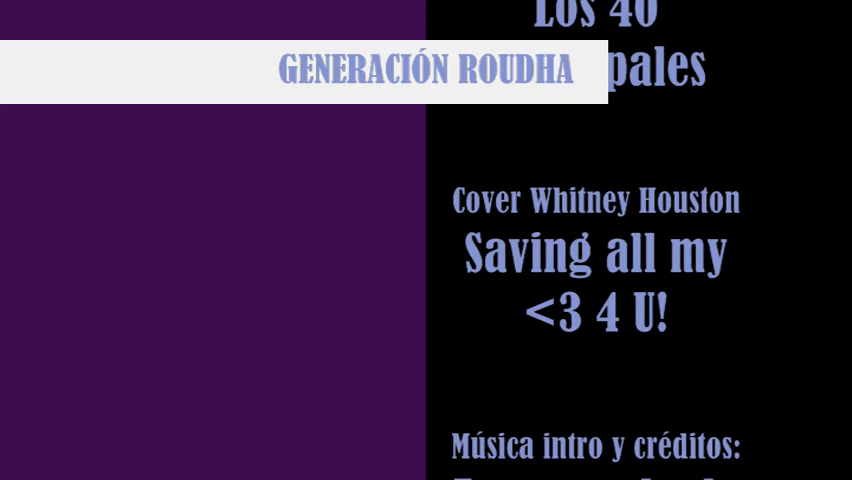 Los 40
GENERACIÓN ROUDHA
pales
Cover Whitney Houston
Saving all my
<3 4 U!
Música intro y créditos: